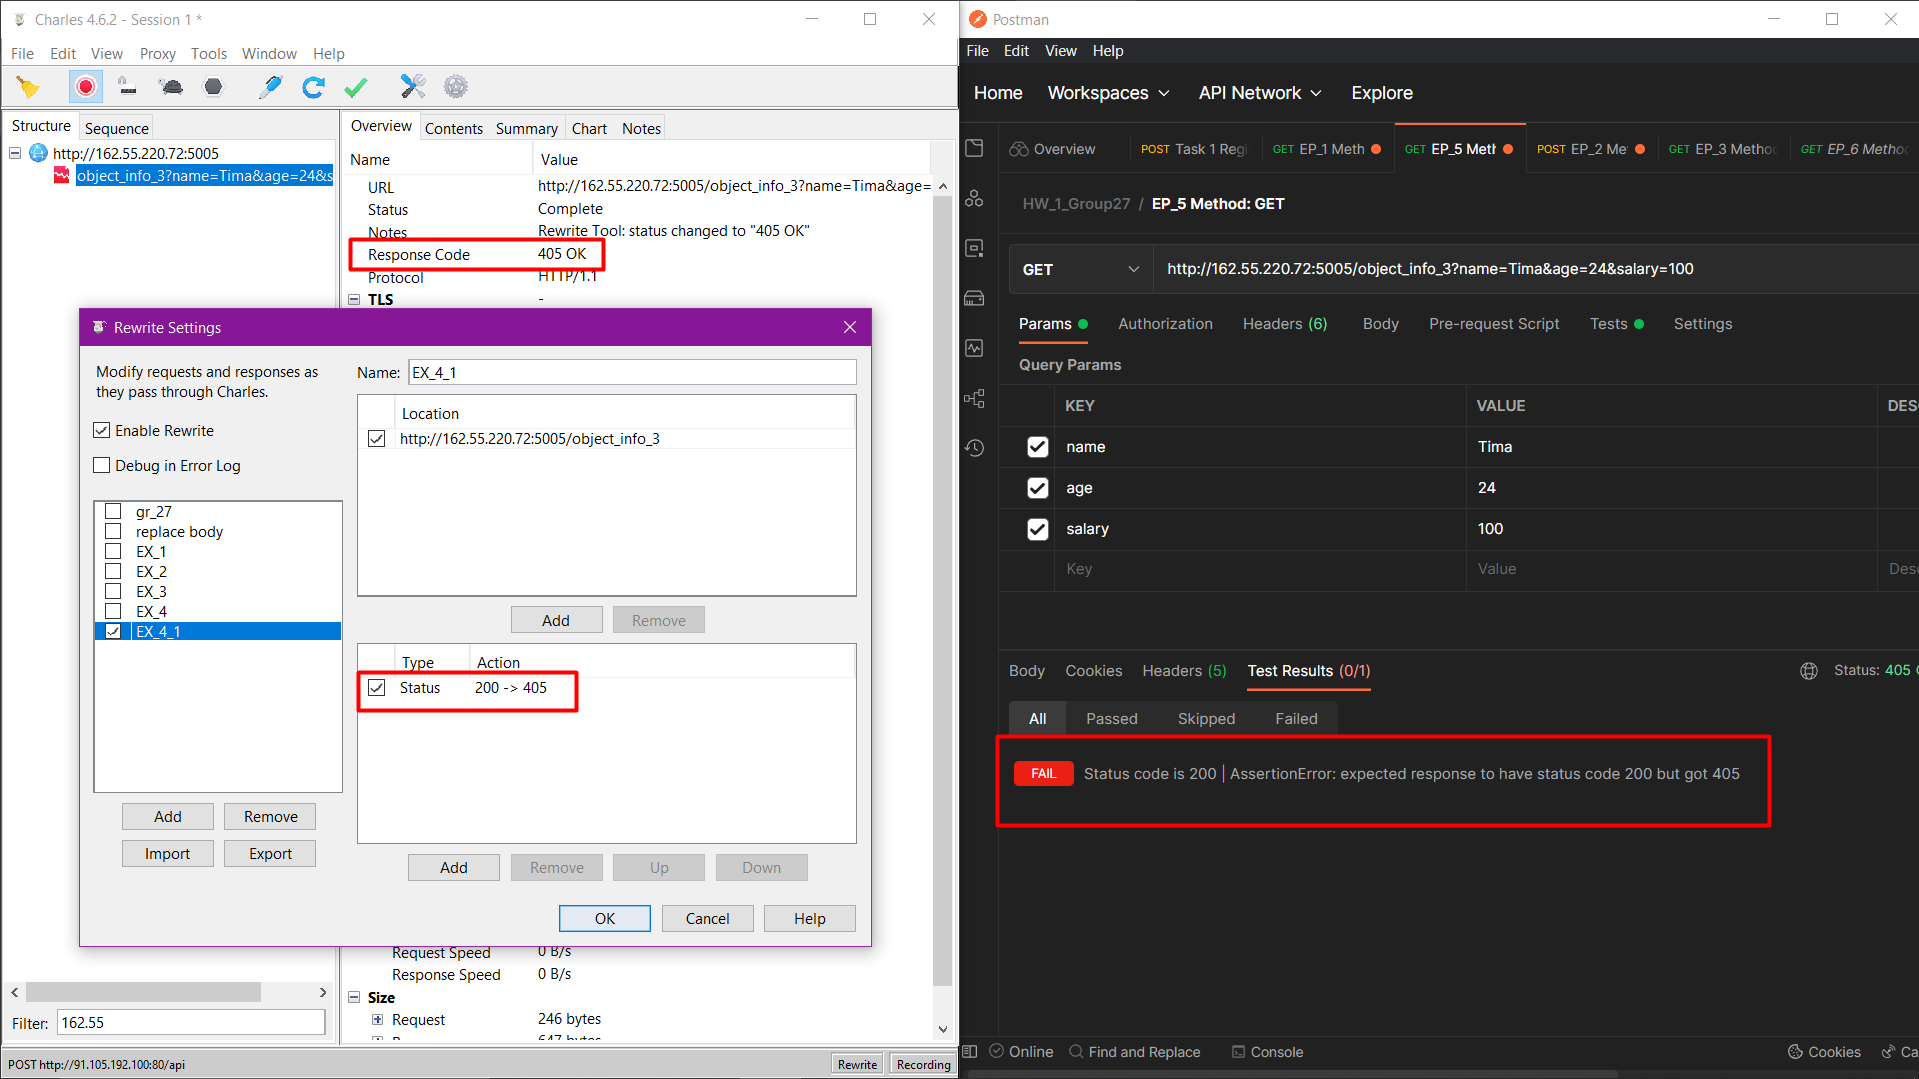 Charles 4.6.2 - Session 1 *
File Edit View Proxy Tools Window Help
Structure Sequence
http://162.55.220.72:5005
object_info_3?name=Tima&age=24&s
Overview Contents Summary Chart Notes
Name Value
URL http://162.55.220.72:5005/object_info_3?name=Tima&age=
Status Complete
Notes Rewrite Tool: status changed to "405 OK"
Response Code 405 OK
Protocol HTTP/1.1
TLS -
Rewrite Settings
Modify requests and responses as
they pass through Charles.
Enable Rewrite
Debug in Error Log
gr_27
replace body
EX_1
EX_2
EX_3
EX_4
EX_4_1
Add Remove
Import Export
Name: EX_4_1
Location
http://162.55.220.72:5005/object_info_3
Add Remove
Type Action
Status 200 -> 405
Add Remove Up Down
OK Cancel Help
Request Speed 0 B/s
Response Speed 0 B/s
Size
Request 246 bytes
647 bytes
Filter: 162.55
POST http://91.105.192.100:80/api
Rewrite Recording
Postman
File Edit View Help
Home Workspaces API Network Explore
Overview POST Task 1 Regi GET EP_1 Meth GET EP_5 Meth POST EP_2 Me GET EP_3 Metho GET EP_6 Metho
HW_1_Group27 / EP_5 Method: GET
GET http://162.55.220.72:5005/object_info_3?name=Tima&age=24&salary=100
Params Authorization Headers (6) Body Pre-request Script Tests Settings
Query Params
KEY VALUE DESC
name Tima
age 24
salary 100
Key Value Desc
Body Cookies Headers (5) Test Results (0/1) Status: 405
All Passed Skipped Failed
FAIL Status code is 200 | AssertionError: expected response to have status code 200 but got 405
Online Find and Replace Console Cookies Ca